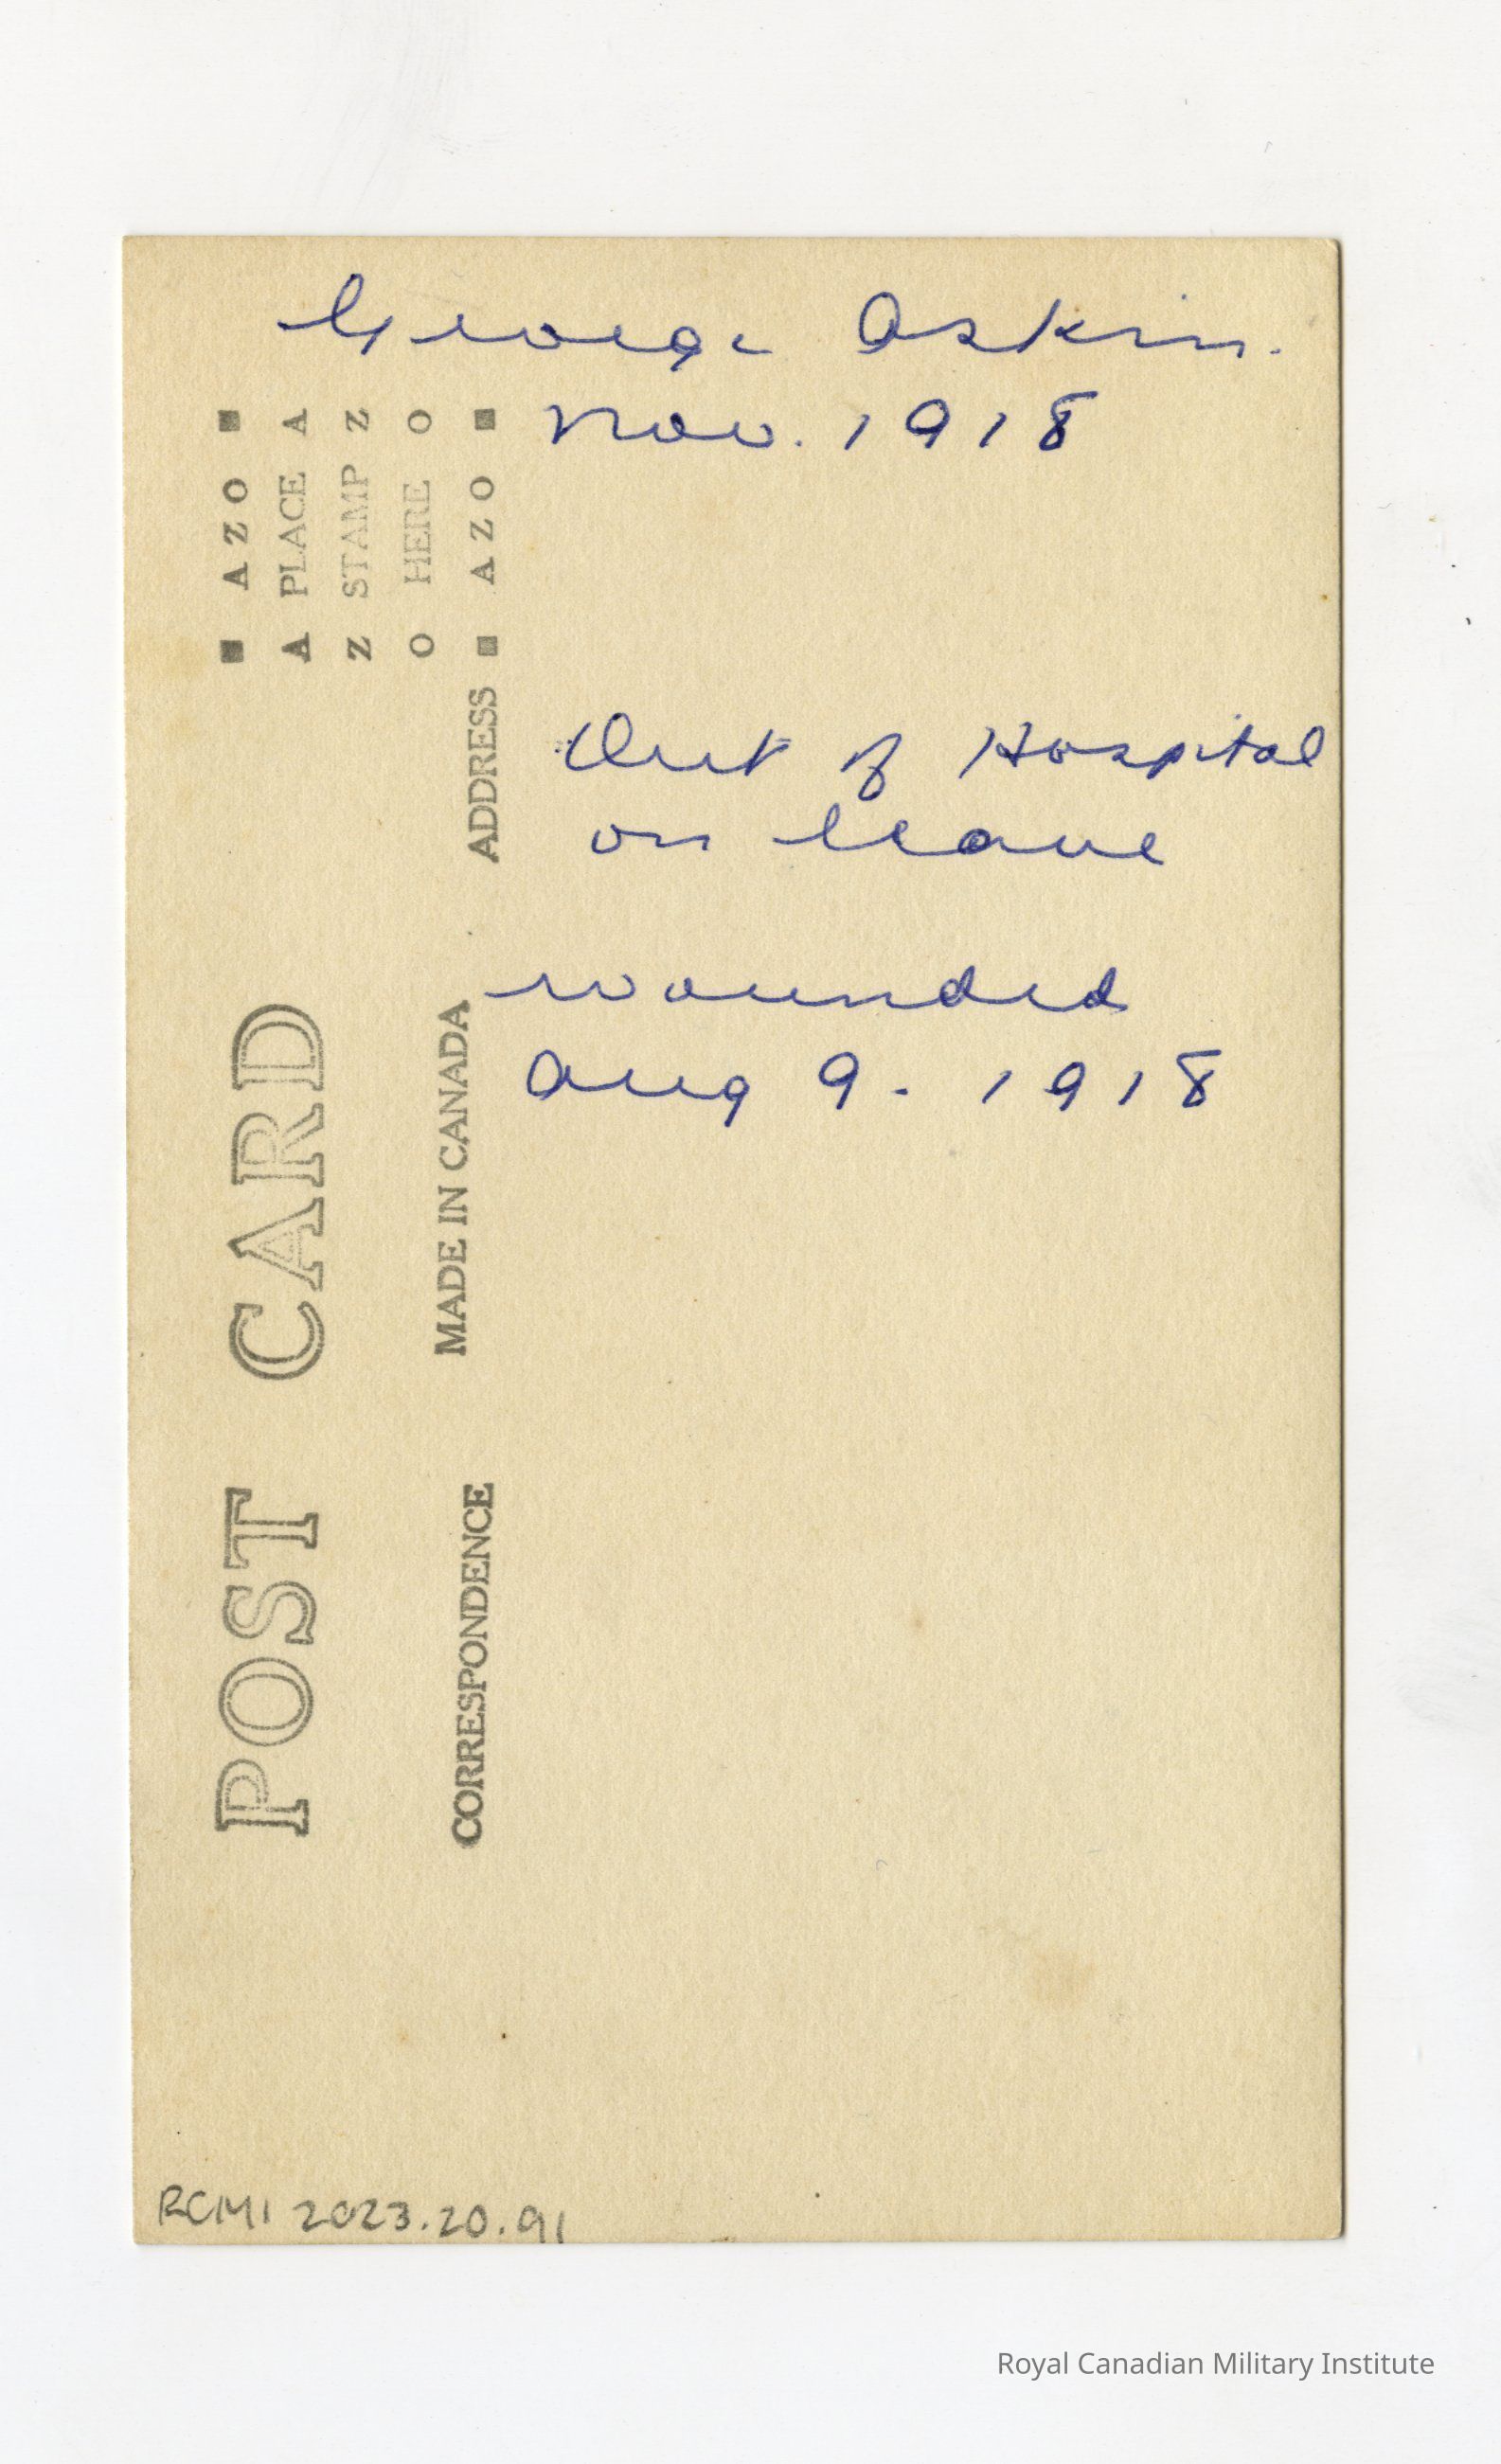 George Askin.
Nov. 1918
Out of Hospital
on leave
wounded
Aug 9. 1918
POST CARD
CORRESPONDENCE
MADE IN CANADA
ADDRESS
■ AZO ■
A PLACE A
Z STAMP Z
O HERE O
■ AZO ■
RCMI 2023.20.91
Royal Canadian Military Institute